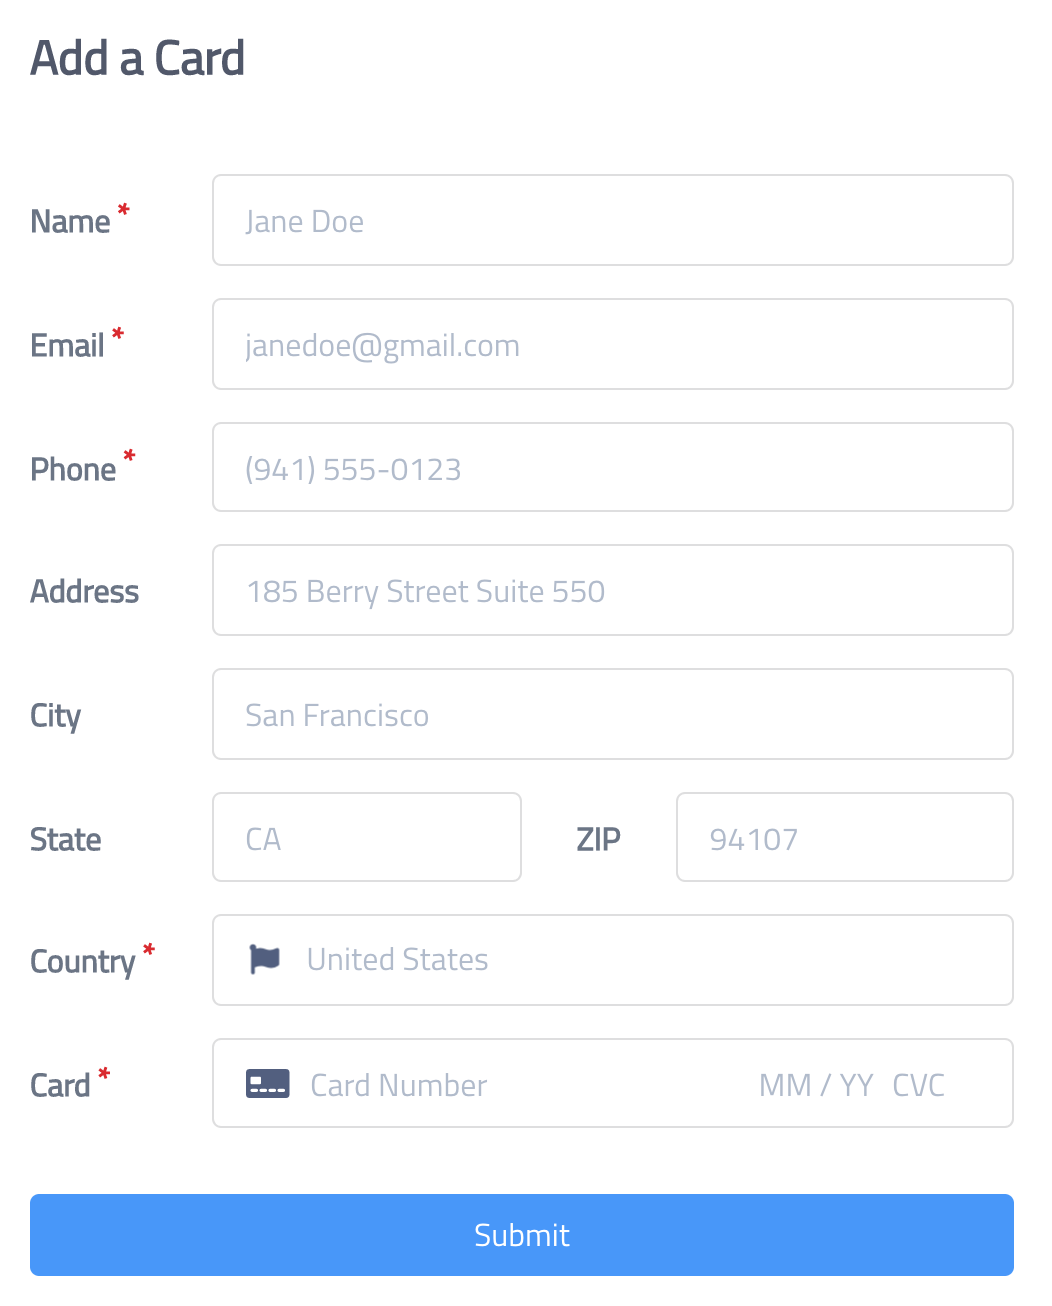 Add a Card
Name * Jane Doe
Email * janedoe@gmail.com
Phone * (941) 555-0123
Address 185 Berry Street Suite 550
City San Francisco
State CA ZIP 94107
Country * United States
Card * Card Number MM / YY CVC
Submit